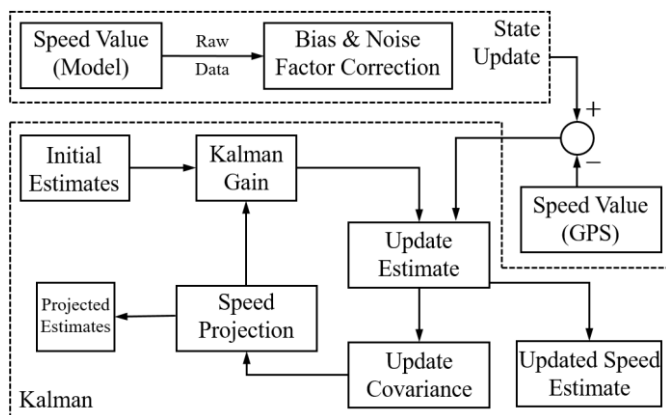 Speed Value
(Model)
Raw
Data
Bias & Noise
Factor Correction
State
Update
+
−
Initial
Estimates
Kalman
Gain
Speed Value
(GPS)
Update
Estimate
Projected
Estimates
Speed
Projection
Update
Covariance
Updated Speed
Estimate
Kalman